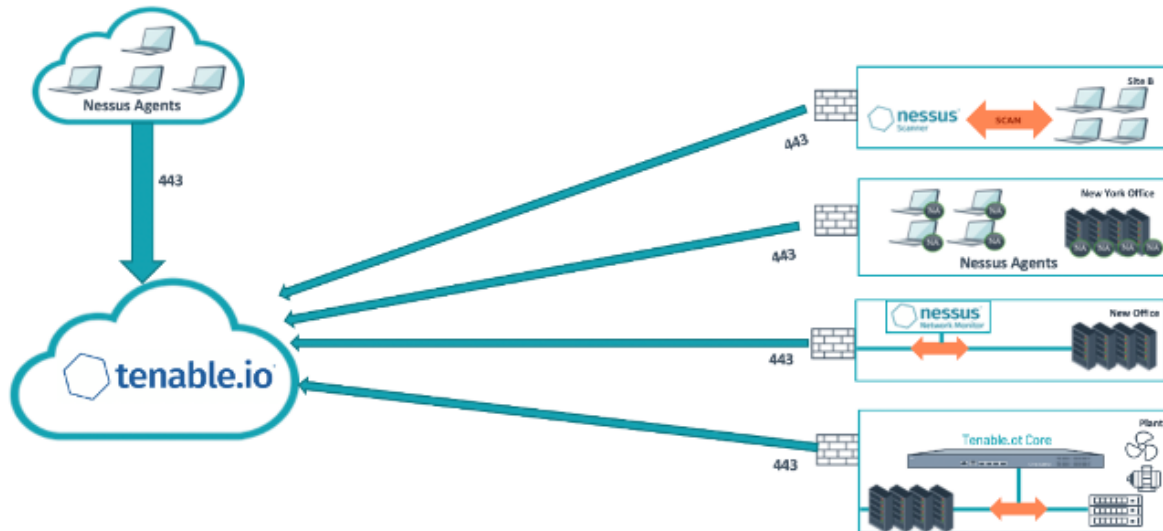 Nessus Agents
443
tenable.io
443
Site B
nessus
Scanner
SCAN
443
New York Office
NA
NA
NA
NA
NA
NA
NA
NA
Nessus Agents
443
nessus
Network Monitor
New Office
443
Plant
Tenable.ot Core